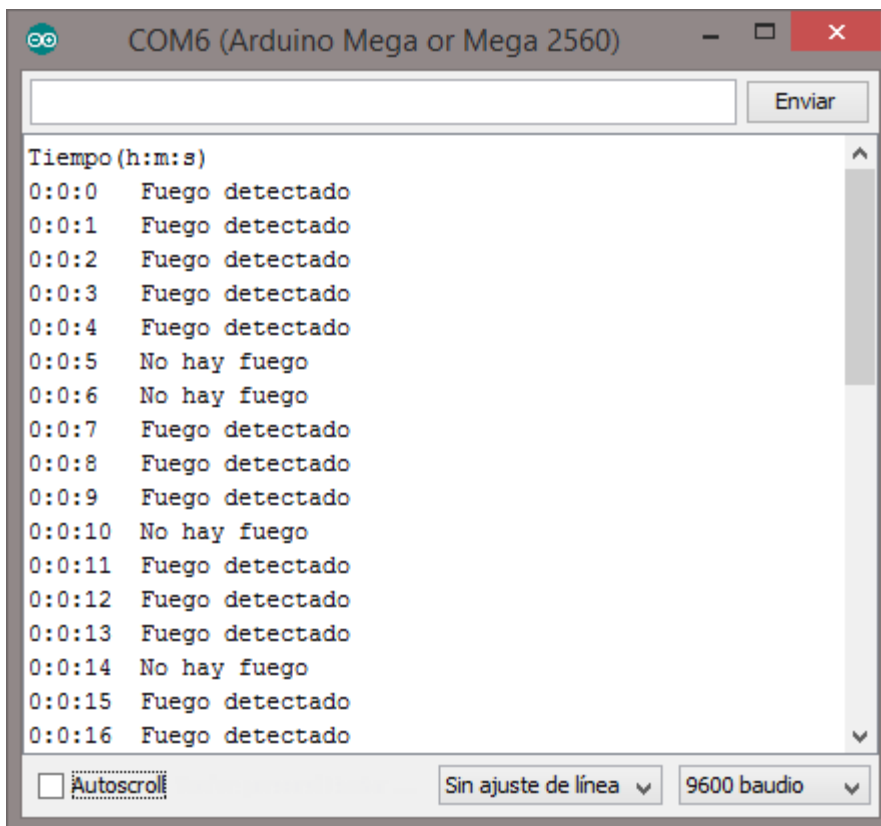 COM6 (Arduino Mega or Mega 2560)
Enviar
Tiempo(h:m:s)
0:0:0 Fuego detectado
0:0:1 Fuego detectado
0:0:2 Fuego detectado
0:0:3 Fuego detectado
0:0:4 Fuego detectado
0:0:5 No hay fuego
0:0:6 No hay fuego
0:0:7 Fuego detectado
0:0:8 Fuego detectado
0:0:9 Fuego detectado
0:0:10 No hay fuego
0:0:11 Fuego detectado
0:0:12 Fuego detectado
0:0:13 Fuego detectado
0:0:14 No hay fuego
0:0:15 Fuego detectado
0:0:16 Fuego detectado
Autoscroll Sin ajuste de línea 9600 baudio